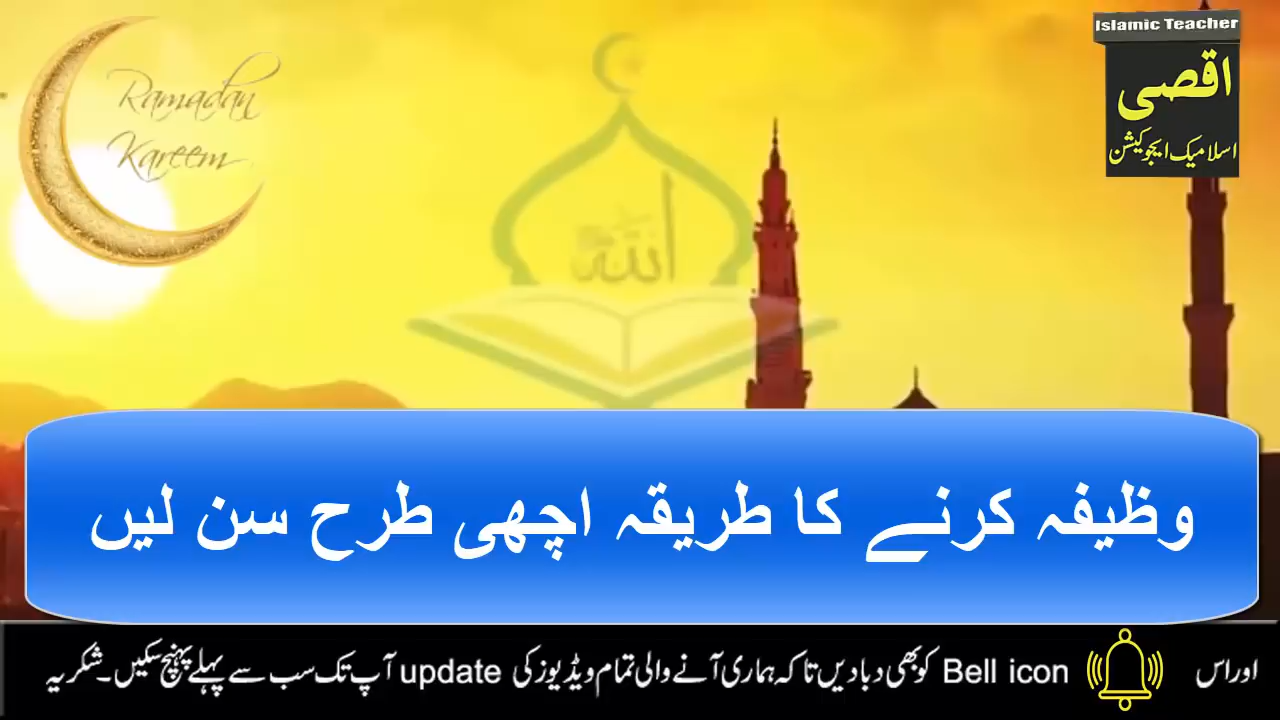 Islamic Teacher
اقصی
اسلامیک ایجوکیشن
Ramadan
Kareem
الله
وظیفہ کرنے کا طریقہ اچھی طرح سن لیں
اور اس Bell icon کو بھی دبا دیں تا کہ ہماری آنے والی تمام ویڈیوز کی update آپ تک سب سے پہلے پہنچ سکیں۔ شکریہ